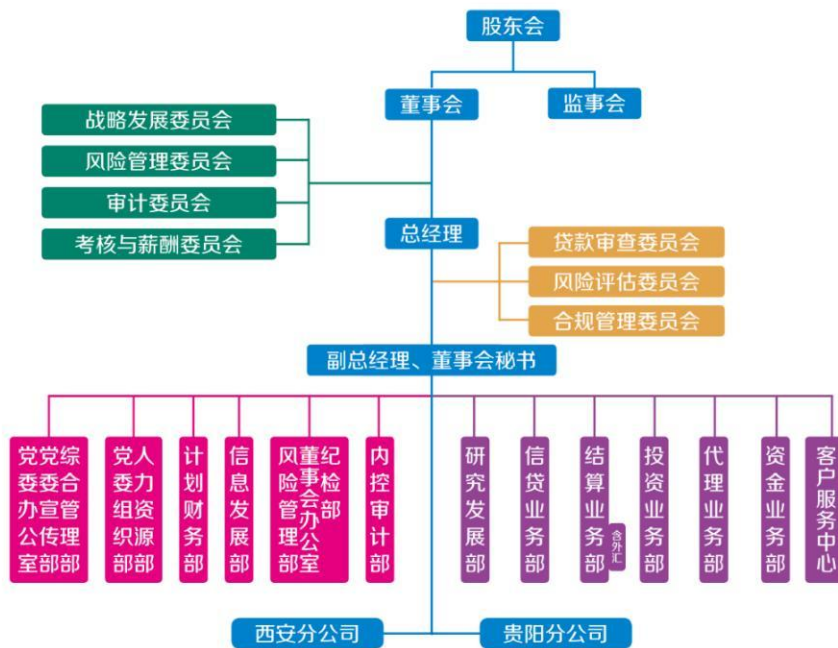 股东会
董事会
监事会
战略发展委员会
风险管理委员会
审计委员会
考核与薪酬委员会
总经理
贷款审查委员会
风险评估委员会
合规管理委员会
副总经理、董事会秘书
综合管理部
党委宣传部
党委办公室
人力资源部
党委组织部
计划财务部
信息发展部
纪检部
董事会办公室
风险管理部
内控审计部
研究发展部
信贷业务部
结算业务部
含外汇
投资业务部
代理业务部
资金业务部
客户服务中心
西安分公司
贵阳分公司